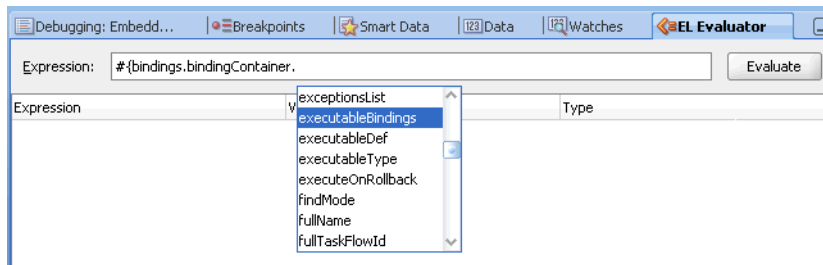 Debugging: Embedd... Breakpoints Smart Data 123 Data Watches EL Evaluator
Expression: #{bindings.bindingContainer. Evaluate
Expression V Type
exceptionsList
executableBindings
executableDef
executableType
executeOnRollback
findMode
fullName
fullTaskFlowId